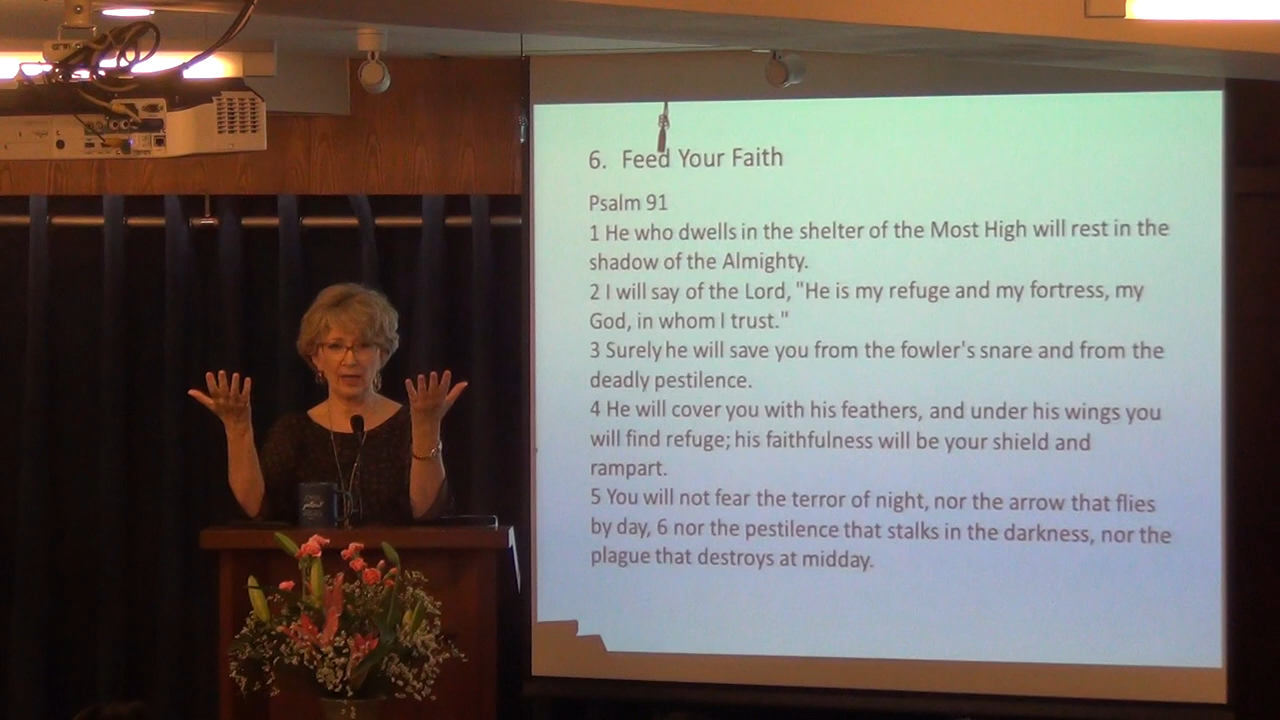 6. Feed Your Faith
Psalm 91
1 He who dwells in the shelter of the Most High will rest in the
shadow of the Almighty.
2 I will say of the Lord, "He is my refuge and my fortress, my
God, in whom I trust."
3 Surely he will save you from the fowler's snare and from the
deadly pestilence.
4 He will cover you with his feathers, and under his wings you
will find refuge; his faithfulness will be your shield and
rampart.
5 You will not fear the terror of night, nor the arrow that flies
by day, 6 nor the pestilence that stalks in the darkness, nor the
plague that destroys at midday.